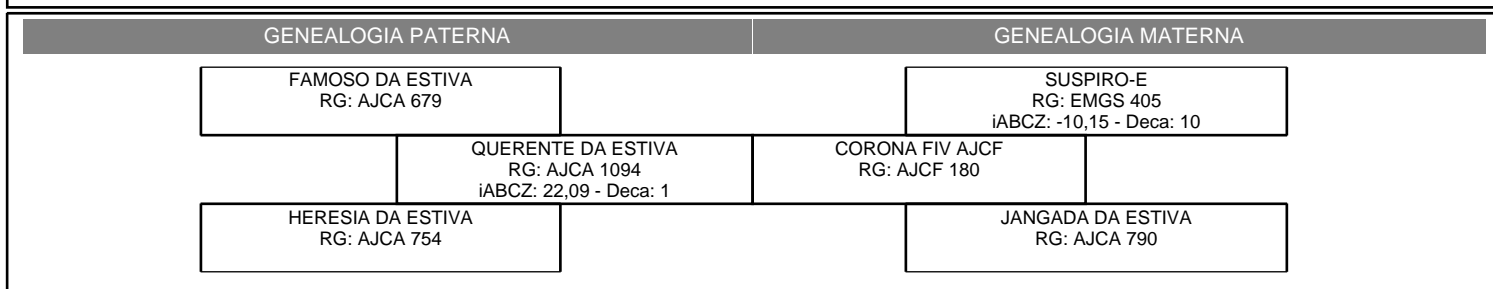 GENEALOGIA PATERNA
GENEALOGIA MATERNA
FAMOSO DA ESTIVA
RG: AJCA 679
SUSPIRO-E
RG: EMGS 405
iABCZ: -10,15 - Deca: 10
QUERENTE DA ESTIVA
RG: AJCA 1094
iABCZ: 22,09 - Deca: 1
CORONA FIV AJCF
RG: AJCF 180
HERESIA DA ESTIVA
RG: AJCA 754
JANGADA DA ESTIVA
RG: AJCA 790